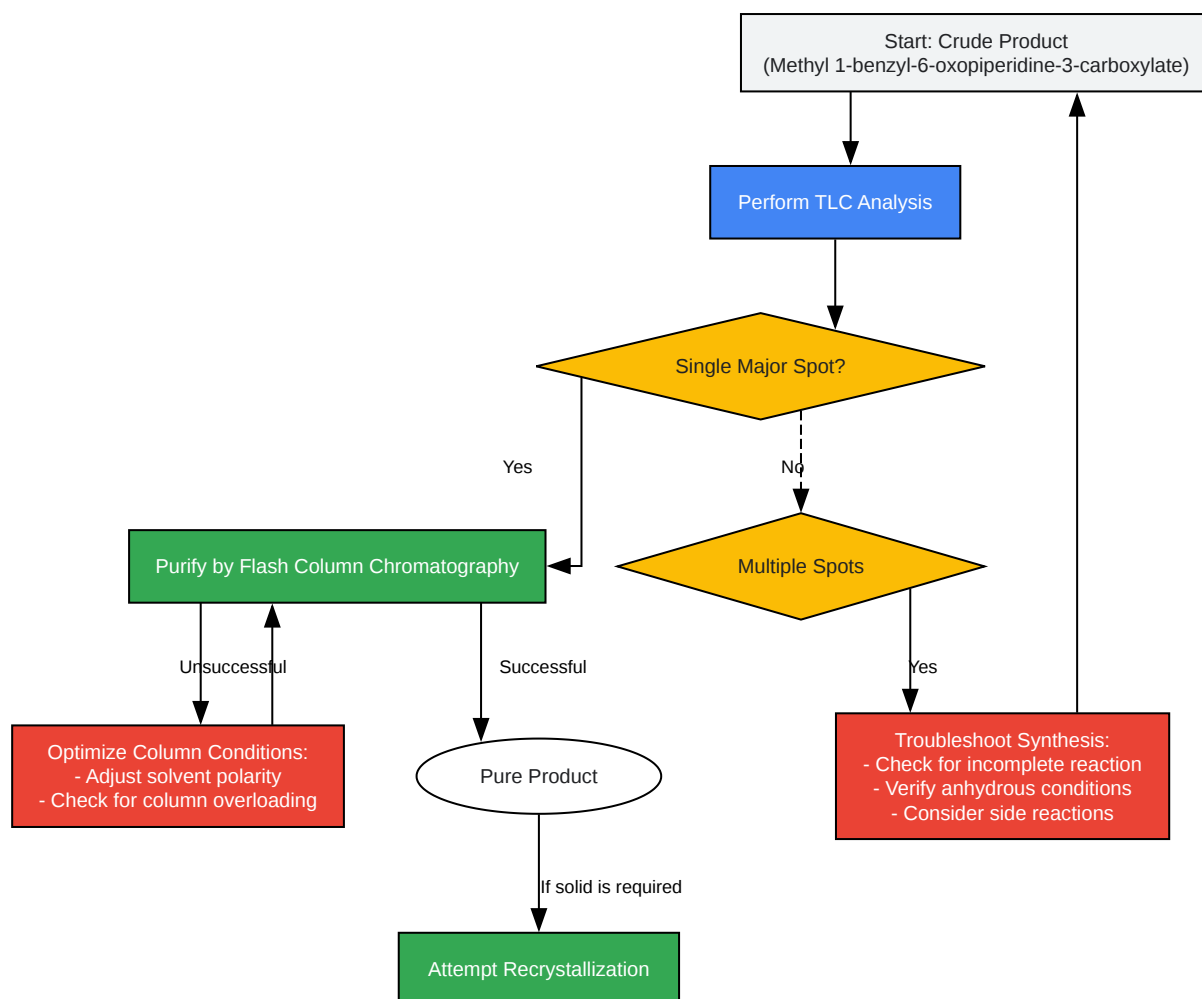 Start: Crude Product
(Methyl 1-benzyl-6-oxopiperidine-3-carboxylate)
Perform TLC Analysis
Single Major Spot?
Yes
No
Purify by Flash Column Chromatography
Multiple Spots
Unsuccessful
Successful
Yes
Optimize Column Conditions:
- Adjust solvent polarity
- Check for column overloading
Pure Product
Troubleshoot Synthesis:
- Check for incomplete reaction
- Verify anhydrous conditions
- Consider side reactions
If solid is required
Attempt Recrystallization